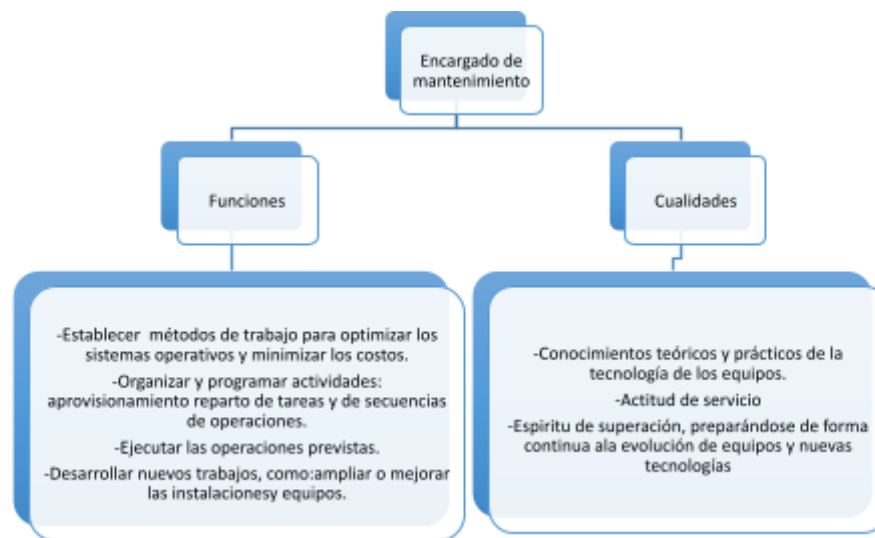 Encargado de
mantenimiento
Funciones
Cualidades
-Establecer métodos de trabajo para optimizar los
sistemas operativos y minimizar los costos.
-Organizar y programar actividades:
aprovisionamiento reparto de tareas y de secuencias
de operaciones.
-Ejecutar las operaciones previstas.
-Desarrollar nuevos trabajos, como:ampliar o mejorar
las instalacionesy equipos.
-Conocimientos teóricos y prácticos de la
tecnología de los equipos.
-Actitud de servicio
-Espiritu de superación, preparándose de forma
continua ala evolución de equipos y nuevas
tecnologías